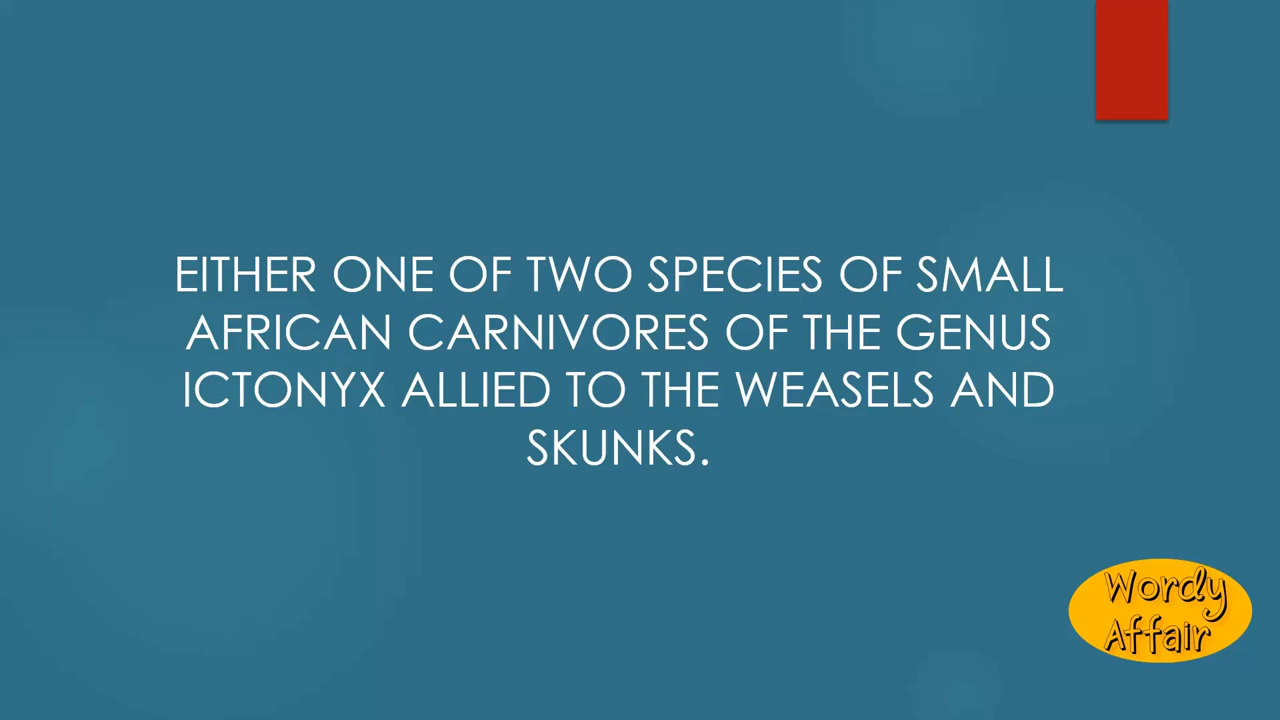 EITHER ONE OF TWO SPECIES OF SMALL
AFRICAN CARNIVORES OF THE GENUS
ICTONYX ALLIED TO THE WEASELS AND
SKUNKS.
Wordy
Affair